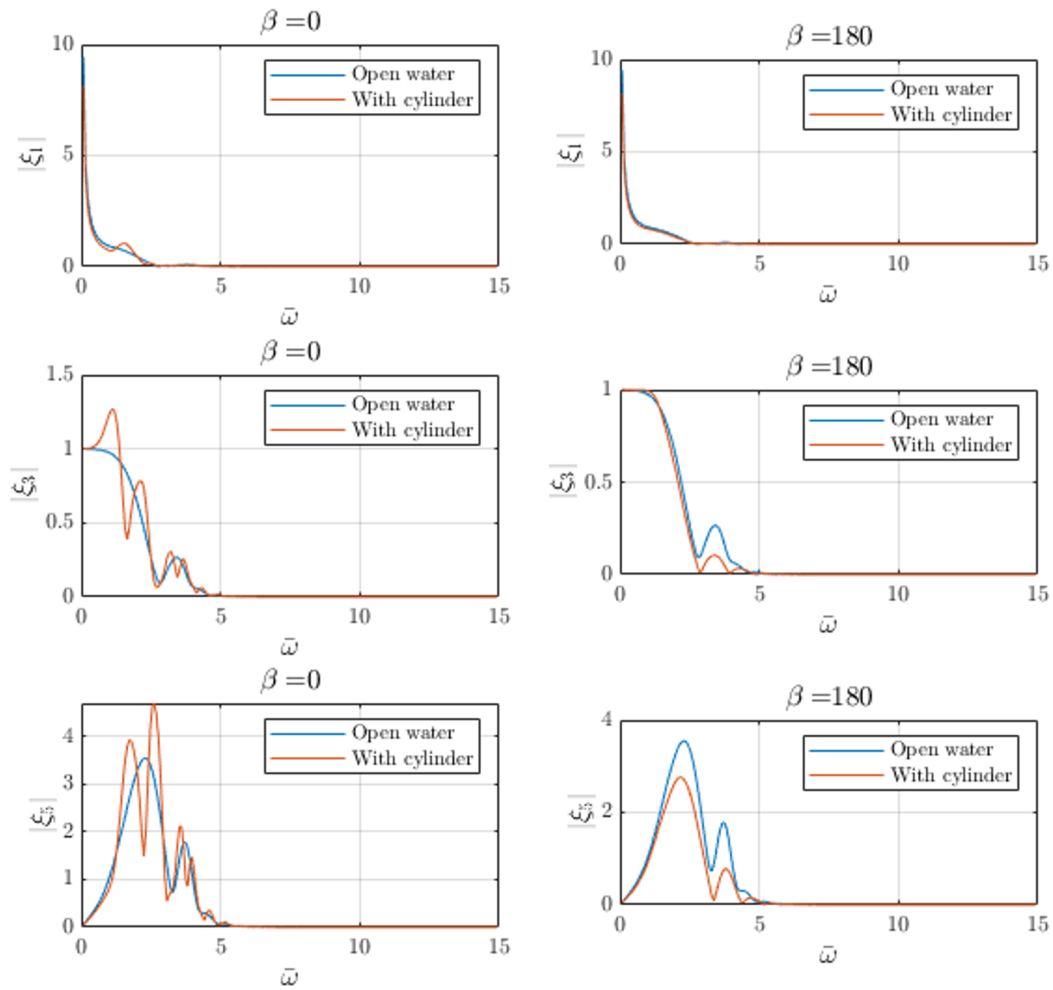 β =0
10
5
0
|ξ₁|
Open water
With cylinder
0 5 10 15
ω̄
β =180
10
5
0
|ξ₁|
Open water
With cylinder
0 5 10 15
ω̄
β =0
1.5
1
0.5
0
|ξ₃|
Open water
With cylinder
0 5 10 15
ω̄
β =180
1
0.5
0
|ξ₃|
Open water
With cylinder
0 5 10 15
ω̄
β =0
4
3
2
1
0
|ξ₅|
Open water
With cylinder
0 5 10 15
ω̄
β =180
4
2
0
|ξ₅|
Open water
With cylinder
0 5 10 15
ω̄